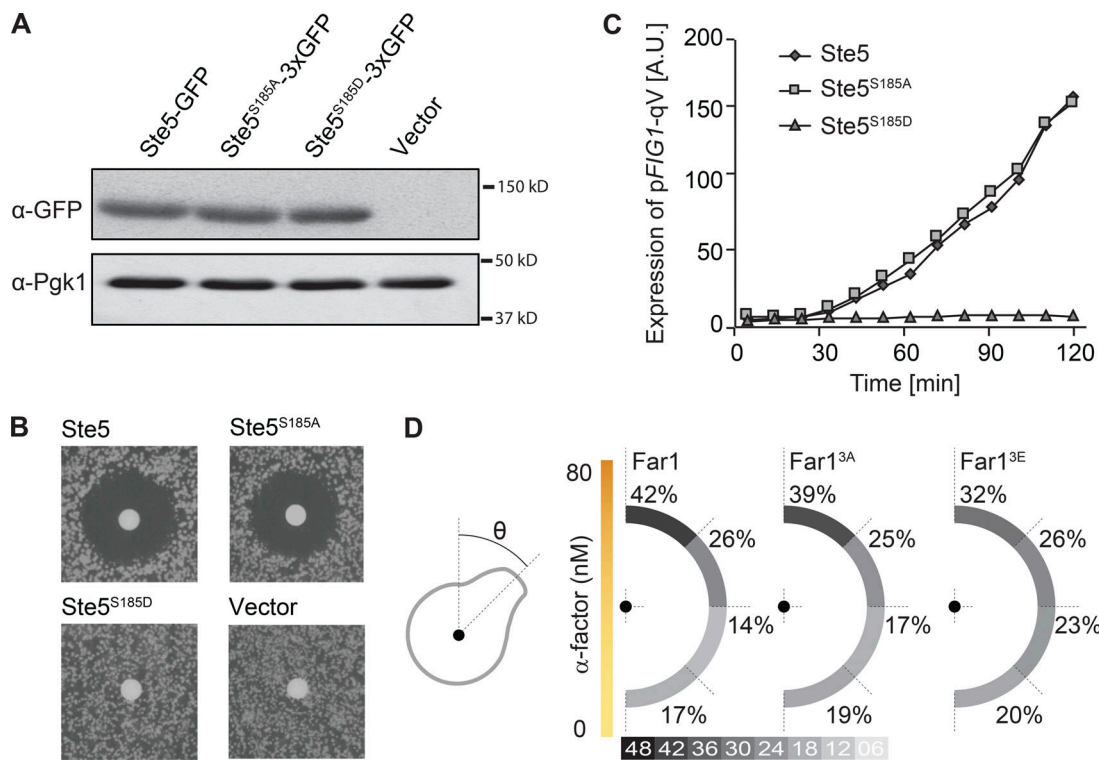 A
Ste5-GFP
Ste5S185A-3xGFP
Ste5S185D-3xGFP
Vector
α-GFP
150 kD
α-Pgk1
50 kD
37 kD
B
Ste5
Ste5S185A
Ste5S185D
Vector
C
Expression of pFIG1-qV [A.U.]
200
150
100
50
0
Ste5
Ste5S185A
Ste5S185D
0 30 60 90 120
Time [min]
D
θ
α-factor (nM)
80
0
Far1
42%
26%
14%
17%
Far13A
39%
25%
17%
19%
Far13E
32%
26%
23%
20%
48 42 36 30 24 18 12 06